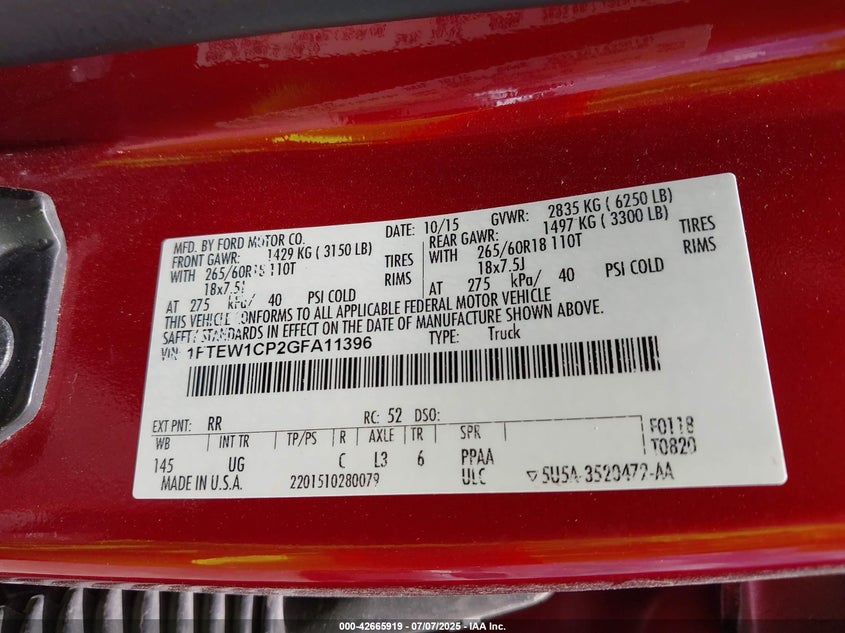 MFD. BY FORD MOTOR CO. DATE: 10/15 GVWR: 2835 KG ( 6250 LB)
FRONT GAWR: 1429 KG ( 3150 LB) REAR GAWR: 1497 KG ( 3300 LB)
WITH 265/60R18 110T TIRES WITH 265/60R18 110T TIRES
18x7.5J RIMS 18x7.5J RIMS
AT 275 kPa/ 40 PSI COLD AT 275 kPa/ 40 PSI COLD
THIS VEHICLE CONFORMS TO ALL APPLICABLE FEDERAL MOTOR VEHICLE
SAFETY STANDARDS IN EFFECT ON THE DATE OF MANUFACTURE SHOWN ABOVE.
VIN: 1FTEW1CP2GFA11396 TYPE: Truck
EXT PNT: RR RC: 52 DSO:
WB INT TR TP/PS R AXLE TR SPR
145 UG C L3 6 PPAA
F0118
T0820
MADE IN U.S.A. 2201510280079 ULC ▽5U5A-3520472-AA
000-42665919 / 07/07/2025 - IAA Inc.